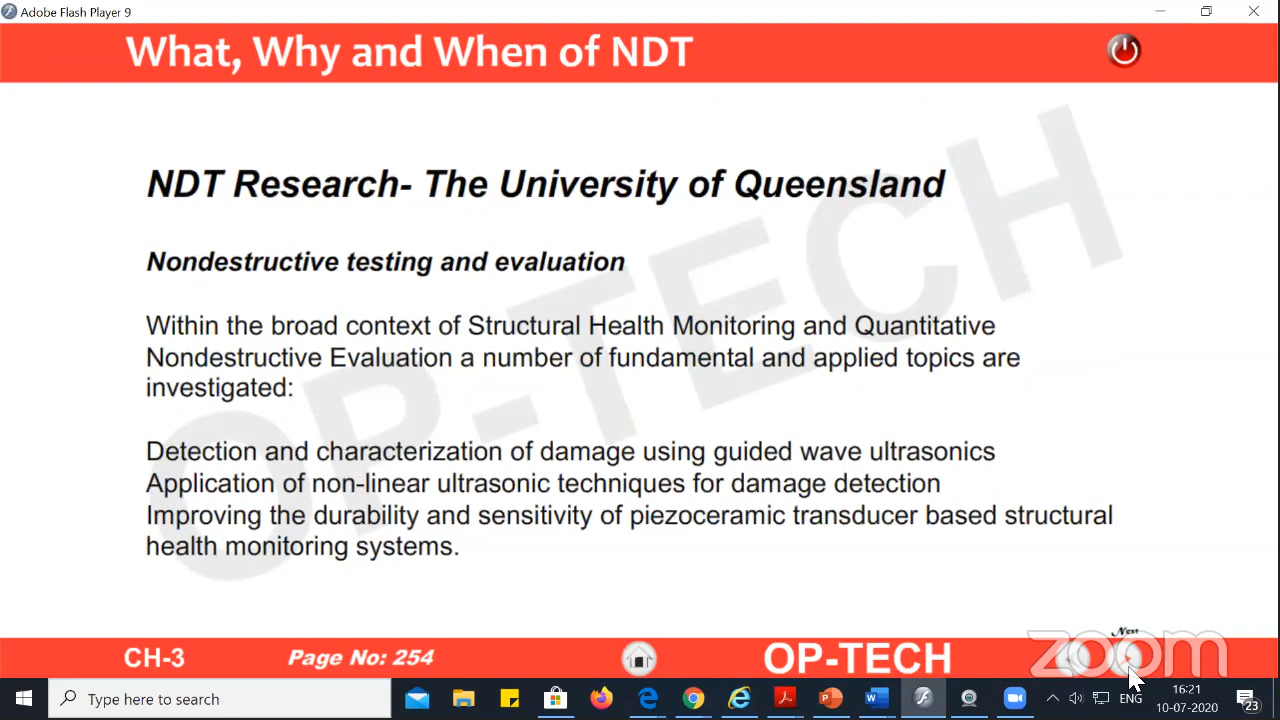 Adobe Flash Player 9
What, Why and When of NDT
OP-TECH
NDT Research- The University of Queensland
Nondestructive testing and evaluation
Within the broad context of Structural Health Monitoring and Quantitative
Nondestructive Evaluation a number of fundamental and applied topics are
investigated:
Detection and characterization of damage using guided wave ultrasonics
Application of non-linear ultrasonic techniques for damage detection
Improving the durability and sensitivity of piezoceramic transducer based structural
health monitoring systems.
Next
CH-3
Page No: 254
OP-TECH
zoom
Type here to search
ENG
16:21
10-07-2020
23